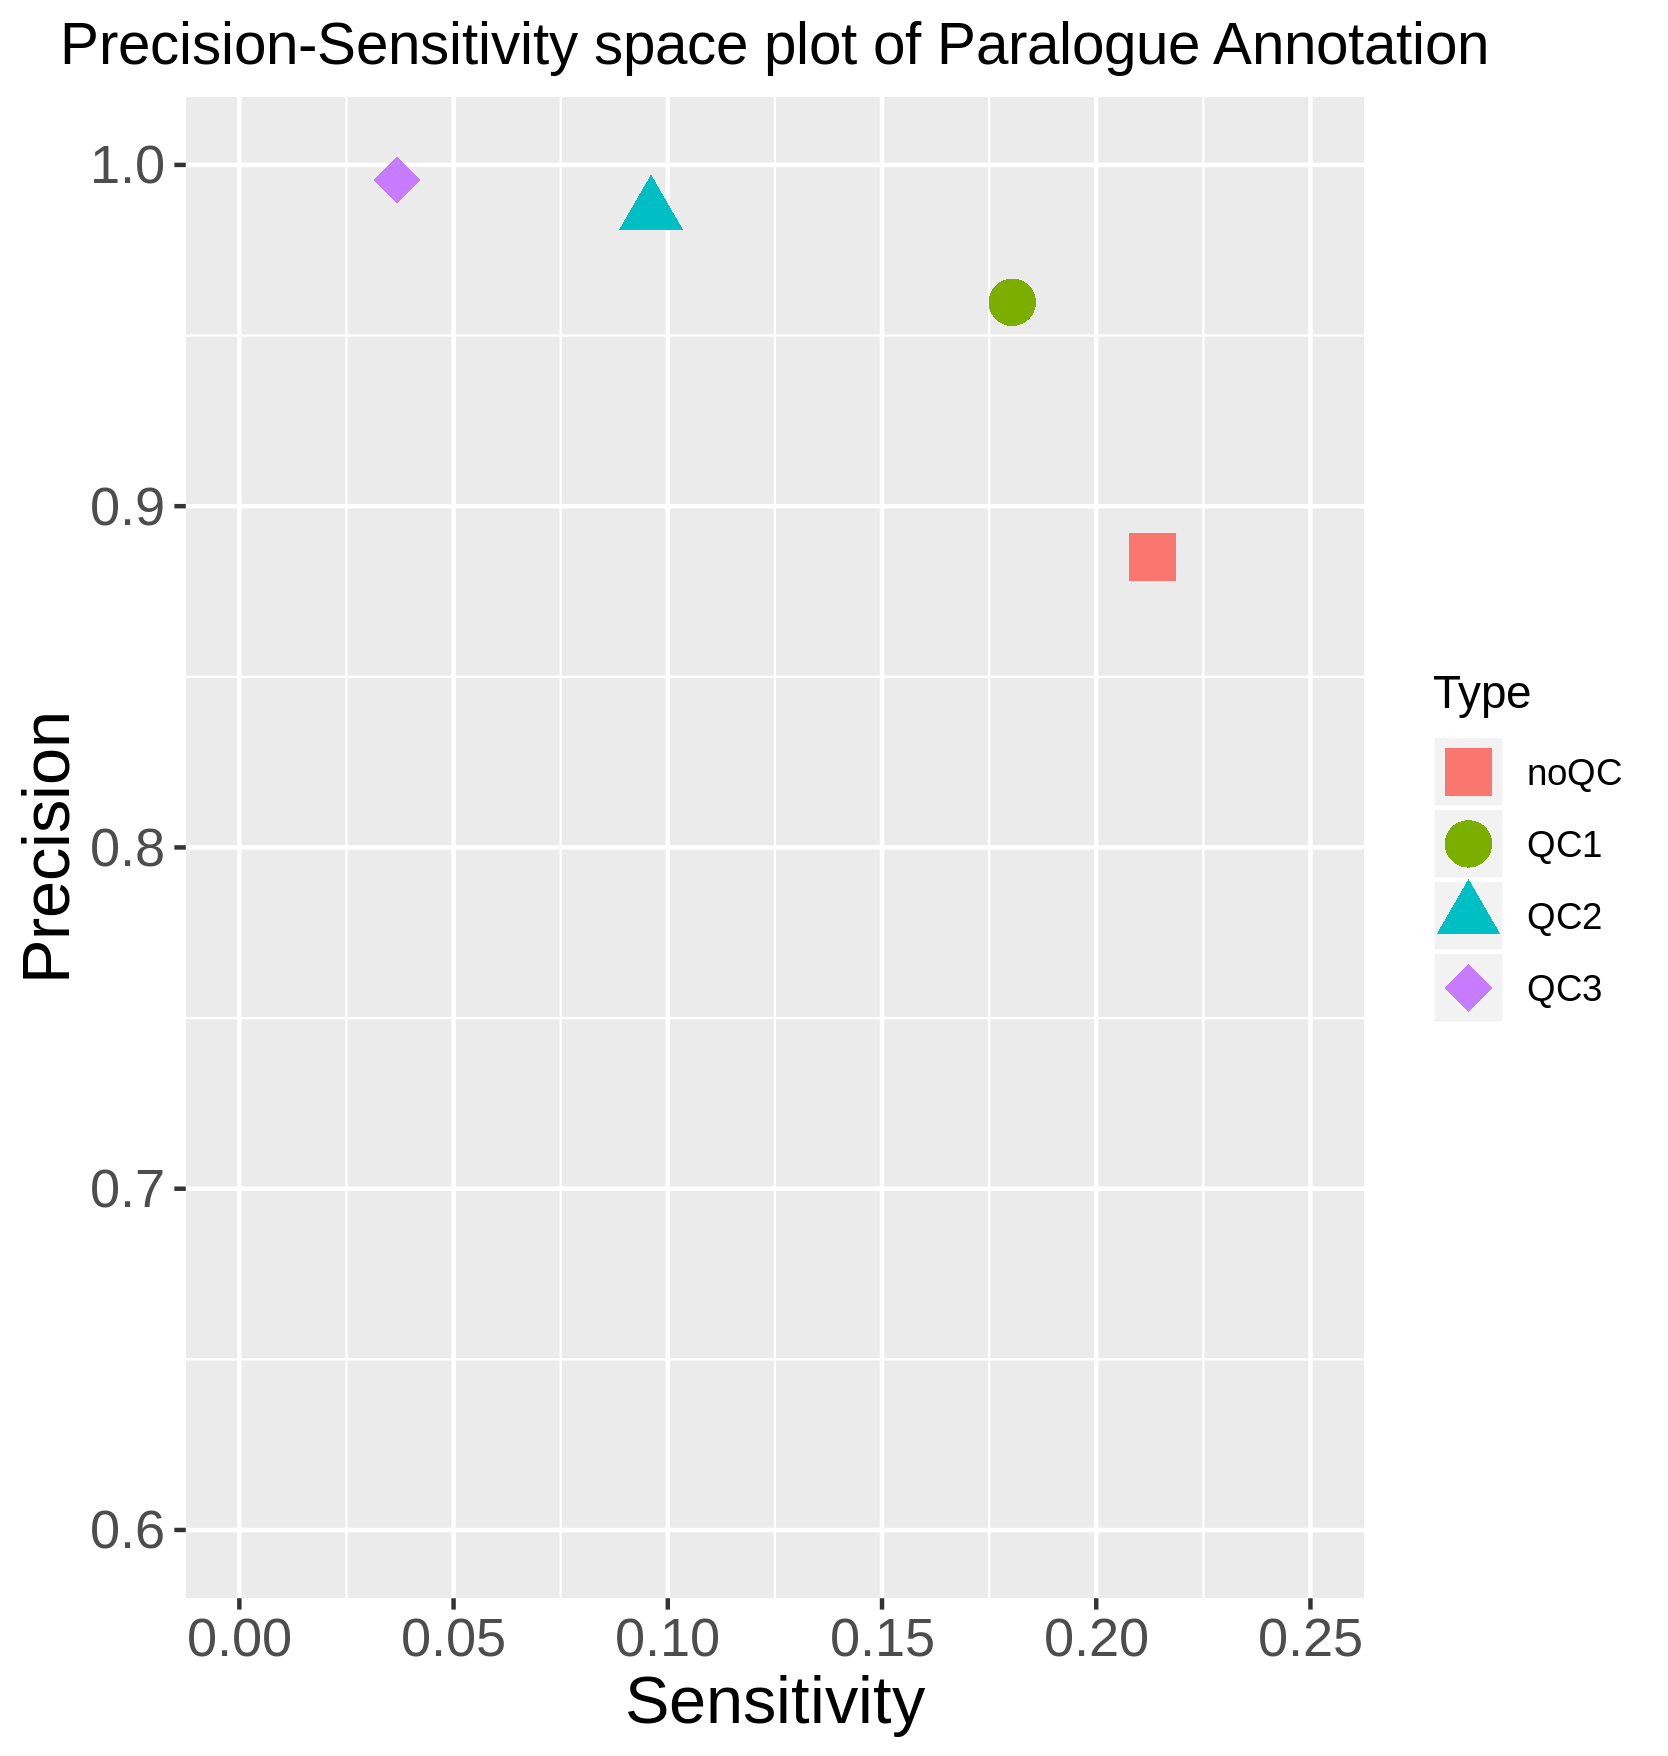 Precision-Sensitivity space plot of Paralogue Annotation
1.0
0.9
0.8
0.7
0.6
Precision
0.00 0.05 0.10 0.15 0.20 0.25
Sensitivity
Type
noQC
QC1
QC2
QC3